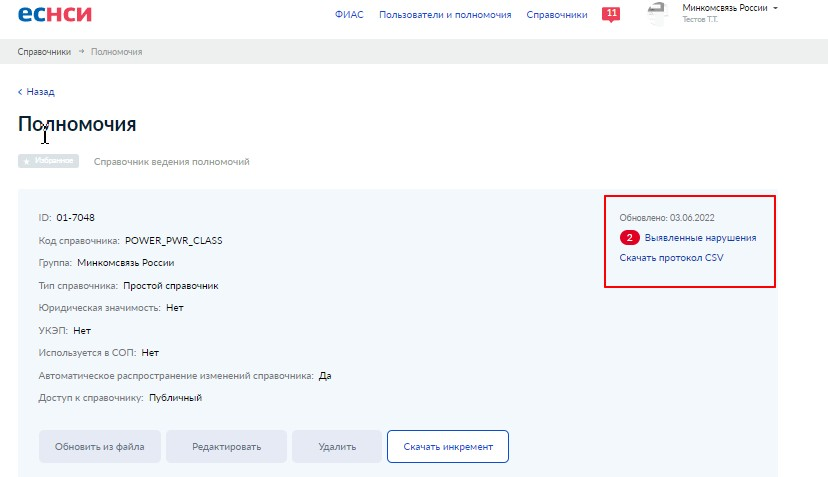 еснси
ФИАС Пользователи и полномочия Справочники 11 Минкомсвязь России
Тестов Т.Т.
Справочники → Полномочия
‹ Назад
Полномочия
★ Избранное Справочник ведения полномочий
ID: 01-7048
Обновлено: 03.06.2022
Код справочника: POWER_PWR_CLASS
2 Выявленные нарушения
Группа: Минкомсвязь России
Скачать протокол CSV
Тип справочника: Простой справочник
Юридическая значимость: Нет
УКЭП: Нет
Используется в СОП: Нет
Автоматическое распространие изменений справочника: Да
Доступ к справочнику: Публичный
Обновить из файла Редактировать Удалить Скачать инкремент